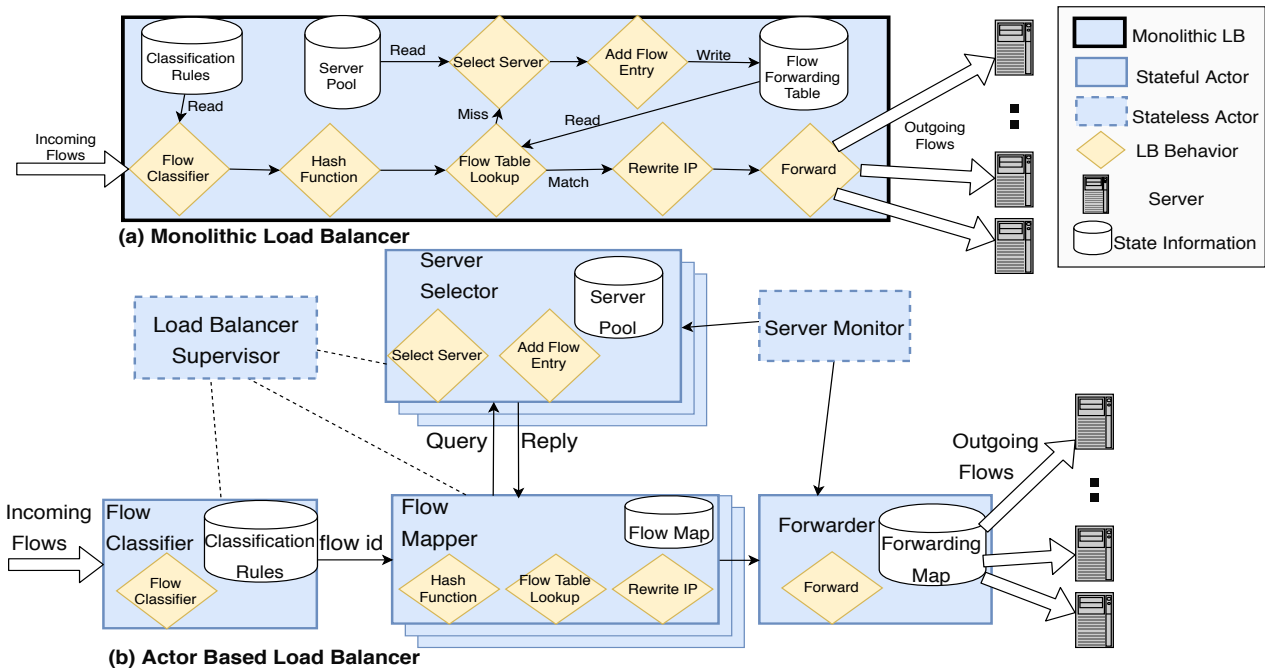 Classification
Rules
Server
Pool
Read
Select Server
Add Flow
Entry
Write
Flow
Forwarding
Table
Read
Miss
Read
Incoming
Flows
Flow
Classifier
Hash
Function
Flow Table
Lookup
Match
Rewrite IP
Forward
Outgoing
Flows
(a) Monolithic Load Balancer
Monolithic LB
Stateful Actor
Stateless Actor
LB Behavior
Server
State Information
Load Balancer
Supervisor
Server
Selector
Server
Pool
Select Server
Add Flow
Entry
Server Monitor
Query
Reply
Incoming
Flows
Flow
Classifier
Classification
Rules
Flow
Classifier
flow id
Flow
Mapper
Flow Map
Hash
Function
Flow Table
Lookup
Rewrite IP
Forwarder
Forwarding
Map
Forward
Outgoing
Flows
(b) Actor Based Load Balancer